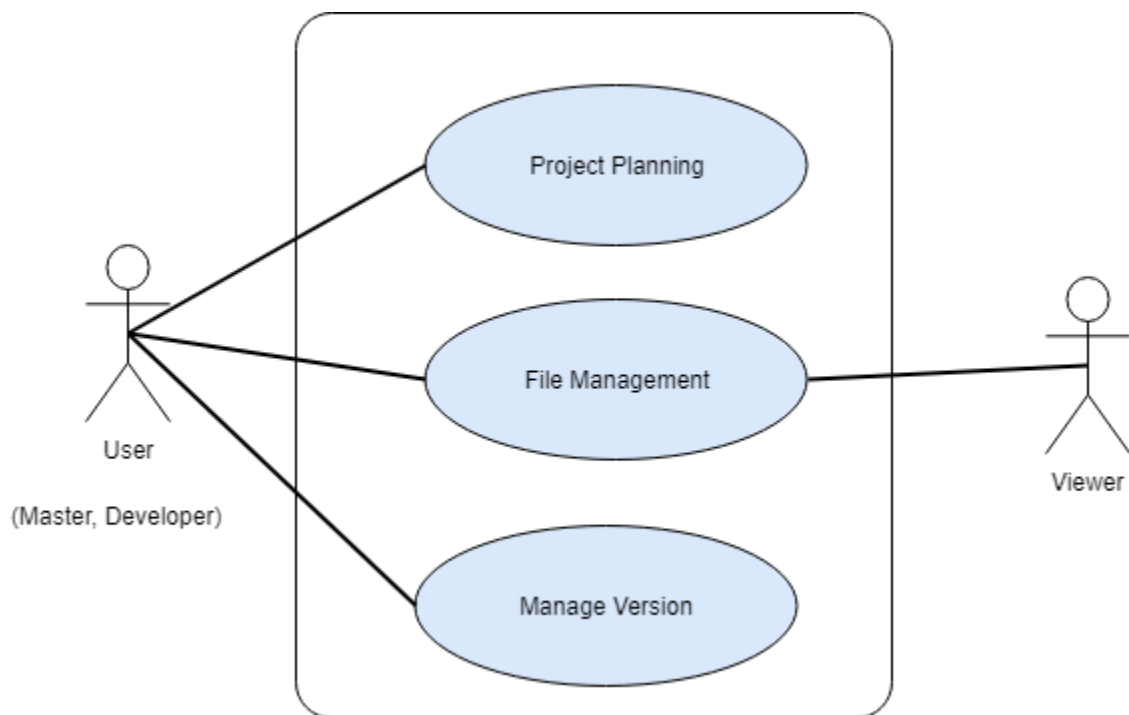 Project Planning
File Management
Manage Version
User
(Master, Developer)
Viewer